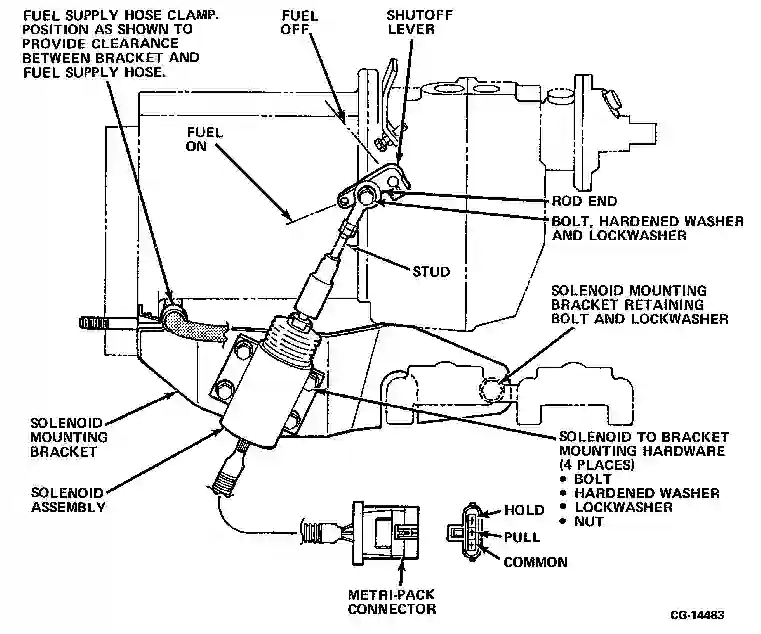 FUEL SUPPLY HOSE CLAMP.
POSITION AS SHOWN TO
PROVIDE CLEARANCE
BETWEEN BRACKET AND
FUEL SUPPLY HOSE.
FUEL
OFF
SHUTOFF
LEVER
FUEL
ON
ROD END
BOLT, HARDENED WASHER
AND LOCKWASHER
STUD
SOLENOID MOUNTING
BRACKET RETAINING
BOLT AND LOCKWASHER
SOLENOID
MOUNTING
BRACKET
SOLENOID
ASSEMBLY
SOLENOID TO BRACKET
MOUNTING HARDWARE
(4 PLACES)
• BOLT
• HARDENED WASHER
• LOCKWASHER
• NUT
HOLD
PULL
COMMON
METRI-PACK
CONNECTOR
CG-14483